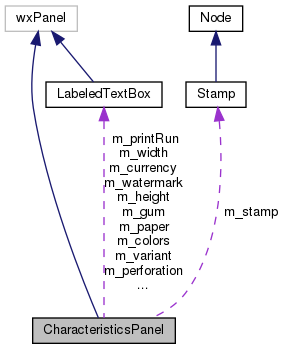 wxPanel
Node
LabeledTextBox
Stamp
m_printRun
m_width
m_currency
m_watermark
m_height
m_gum
m_paper
m_colors
m_variant
m_perforation
...
m_stamp
CharacteristicsPanel